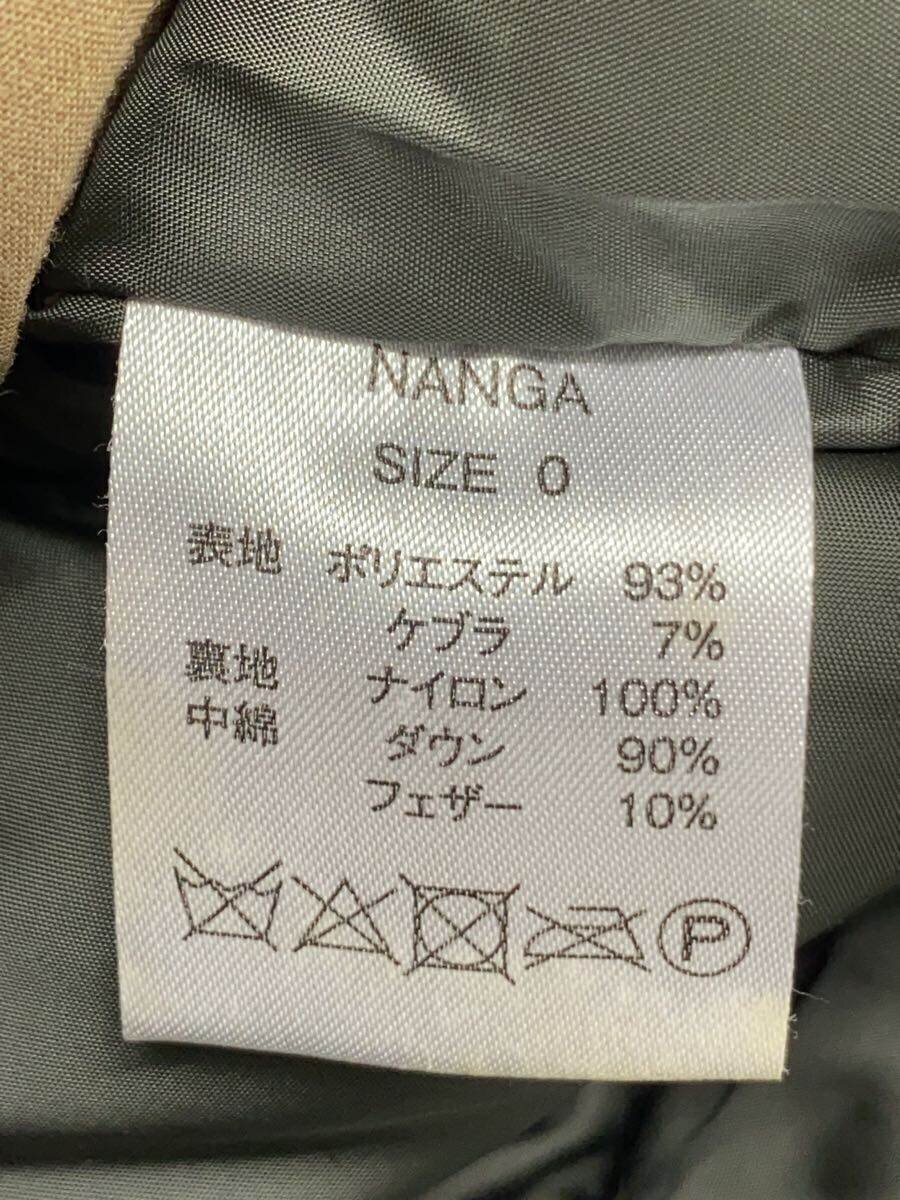 NANGA
SIZE 0
表地 ポリエステル 93%
ケブラ 7%
裏地 ナイロン 100%
中綿 ダウン 90%
フェザー 10%
P